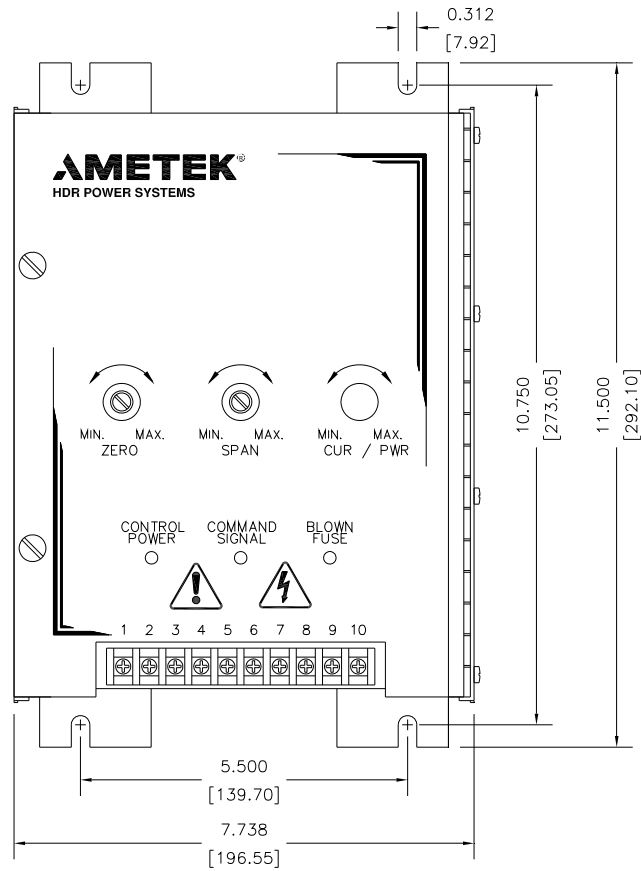 0.312
[7.92]
AMETEK®
HDR POWER SYSTEMS
MIN. MAX.
ZERO
MIN. MAX.
SPAN
MIN. MAX.
CUR / PWR
10.750
[273.05]
11.500
[292.10]
CONTROL
POWER
COMMAND
SIGNAL
BLOWN
FUSE
1 2 3 4 5 6 7 8 9 10
5.500
[139.70]
7.738
[196.55]